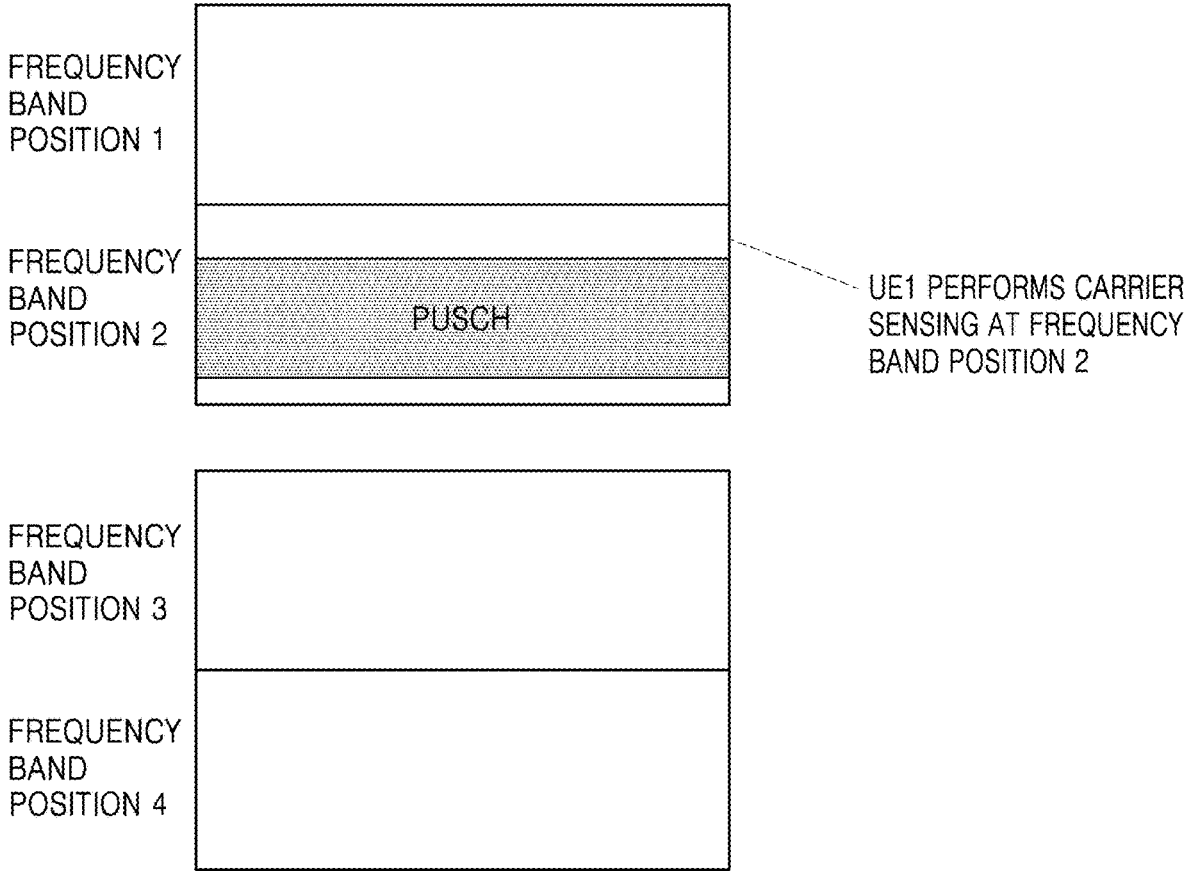 FREQUENCY
BAND
POSITION 1
FREQUENCY
BAND
POSITION 2
PUSCH
UE1 PERFORMS CARRIER
SENSING AT FREQUENCY
BAND POSITION 2
FREQUENCY
BAND
POSITION 3
FREQUENCY
BAND
POSITION 4